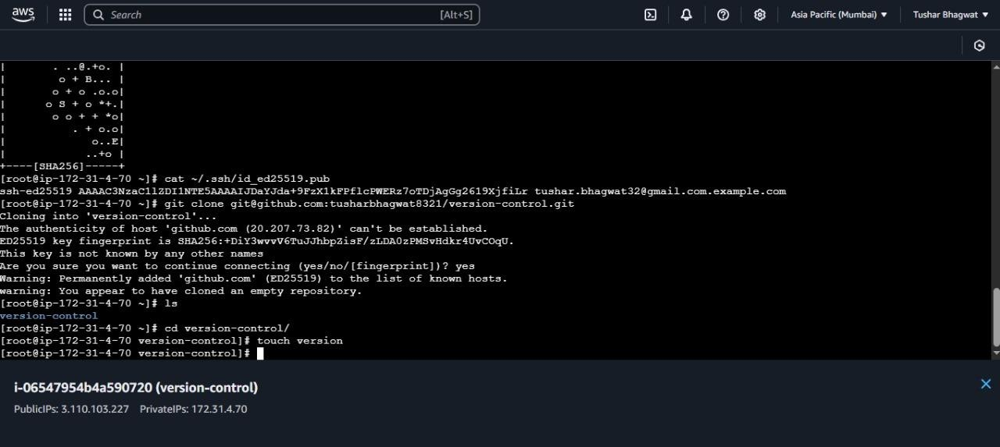 aws
Search [Alt+S]
Asia Pacific (Mumbai) ▼ Tushar Bhagwat ▼
|       . ..@.+o. |
|        o + B... |
|       o + o .o.o|
|      o S + o *+.|
|       o o + + *o|
|          . + o.o|
|             o..E|
|            ..+o |
+----[SHA256]-----+
[root@ip-172-31-4-70 ~]# cat ~/.ssh/id_ed25519.pub
ssh-ed25519 AAAAC3NzaC1lZDI1NTE5AAAAIJDaYJda+9FzX1kFPflcPWERz7oTDjAgGg2619XjfiLr tushar.bhagwat32@gmail.com.example.com
[root@ip-172-31-4-70 ~]# git clone git@github.com:tusharbhagwat8321/version-control.git
Cloning into 'version-control'...
The authenticity of host 'github.com (20.207.73.82)' can't be established.
ED25519 key fingerprint is SHA256:+DiY3wvvV6TuJJhbpZisF/zLDA0zPMSvHdkr4UvCOqU.
This key is not known by any other names
Are you sure you want to continue connecting (yes/no/[fingerprint])? yes
Warning: Permanently added 'github.com' (ED25519) to the list of known hosts.
warning: You appear to have cloned an empty repository.
[root@ip-172-31-4-70 ~]# ls
version-control
[root@ip-172-31-4-70 ~]# cd version-control/
[root@ip-172-31-4-70 version-control]# touch version
[root@ip-172-31-4-70 version-control]#
i-06547954b4a590720 (version-control)
PublicIPs: 3.110.103.227 PrivateIPs: 172.31.4.70